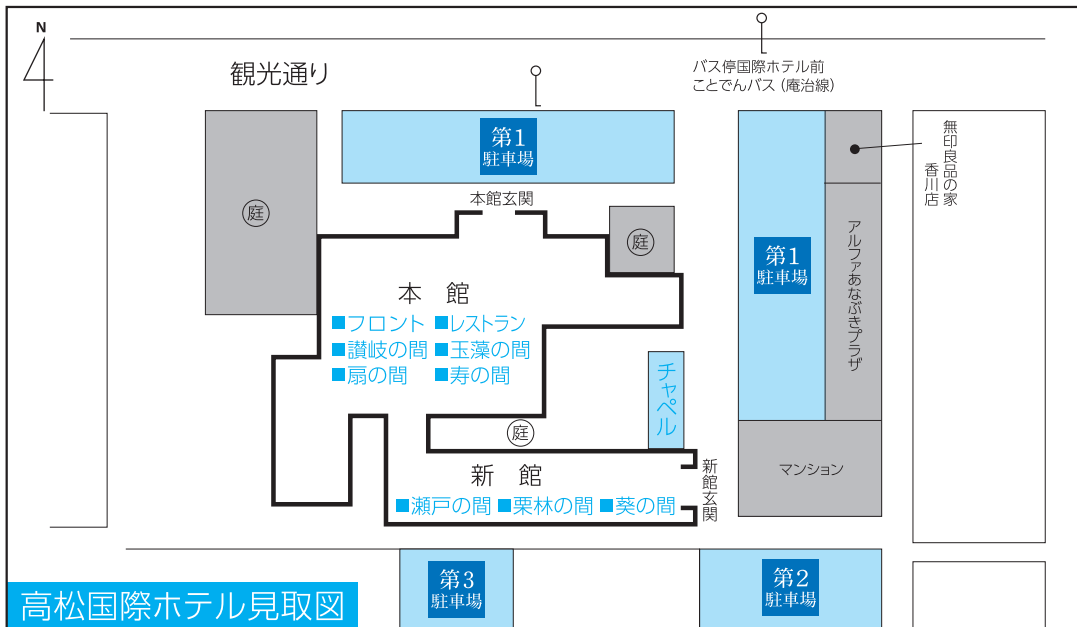 N
観光通り
バス停国際ホテル前
ことでんバス（庵治線）
第1
駐車場
無印良品の家
香川店
本館玄関
庭
庭
第1
駐車場
アルファあなぶきプラザ
本 館
■フロント ■レストラン
■讃岐の間 ■玉藻の間
■扇の間 ■寿の間
チャペル
庭
マンション
新 館
新館玄関
■瀬戸の間 ■栗林の間 ■葵の間
第3
駐車場
第2
駐車場
高松国際ホテル見取図